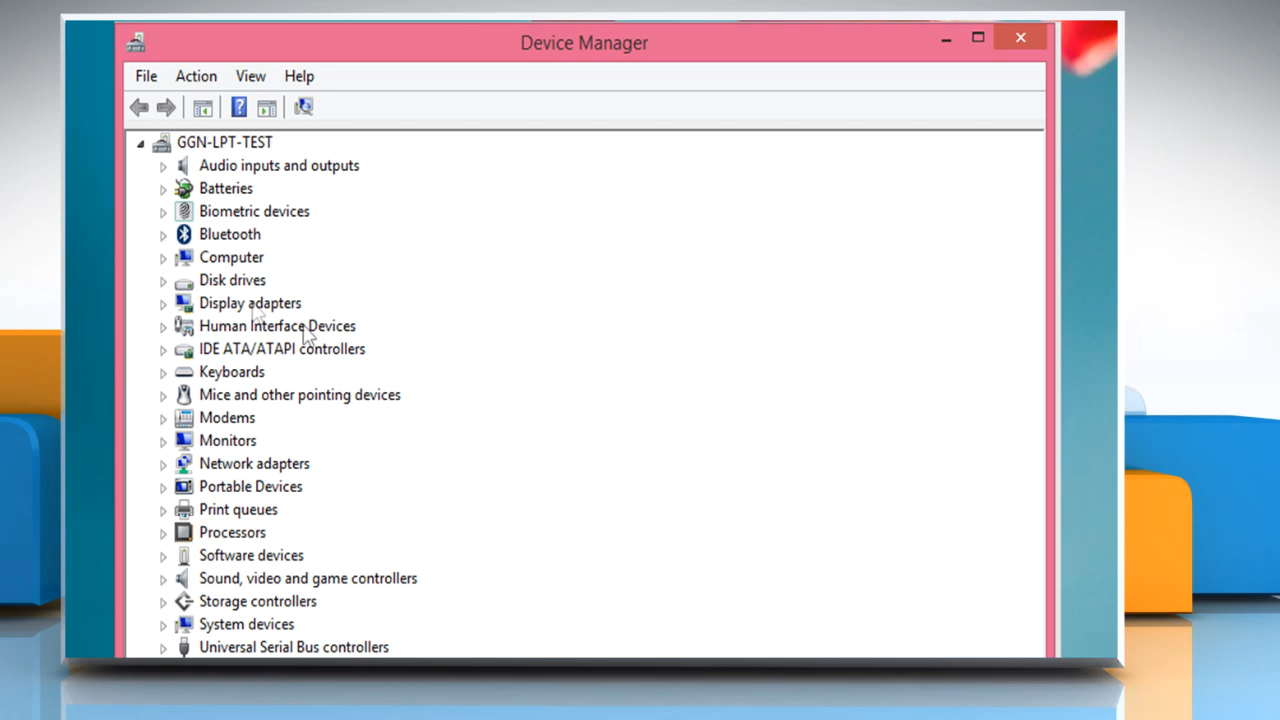 Device Manager
File Action View Help
GGN-LPT-TEST
Audio inputs and outputs
Batteries
Biometric devices
Bluetooth
Computer
Disk drives
Display adapters
Human Interface Devices
IDE ATA/ATAPI controllers
Keyboards
Mice and other pointing devices
Modems
Monitors
Network adapters
Portable Devices
Print queues
Processors
Software devices
Sound, video and game controllers
Storage controllers
System devices
Universal Serial Bus controllers